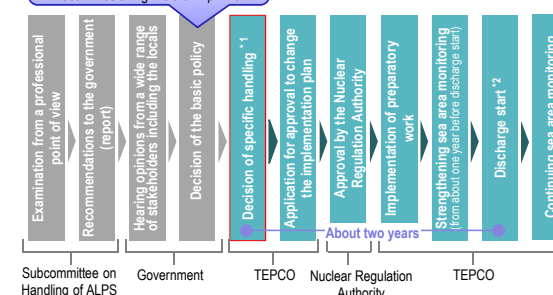 Examination from a professional
point of view
Recommendations to the government
(report)
Hearing opinions from a wide range
of stakeholders including the locals
Decision of the basic policy
Decision of specific handling *1
Application for approval to change
the implementation plan
Approval by the Nuclear
Regulation Authority
Implementation of preparatory
work
Strengthening sea area monitoring
(from about one year before discharge start)
Discharge start*2
Continuing sea area monitoring
About two years
Subcommittee on
Handling of ALPS
Government
TEPCO
Nuclear Regulation
Authority
TEPCO